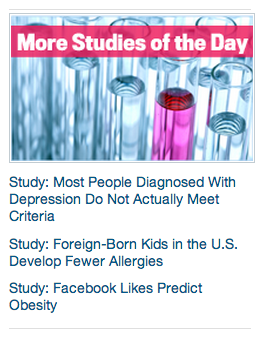 More Studies of the Day
Study: Most People Diagnosed With
Depression Do Not Actually Meet
Criteria
Study: Foreign-Born Kids in the U.S.
Develop Fewer Allergies
Study: Facebook Likes Predict
Obesity